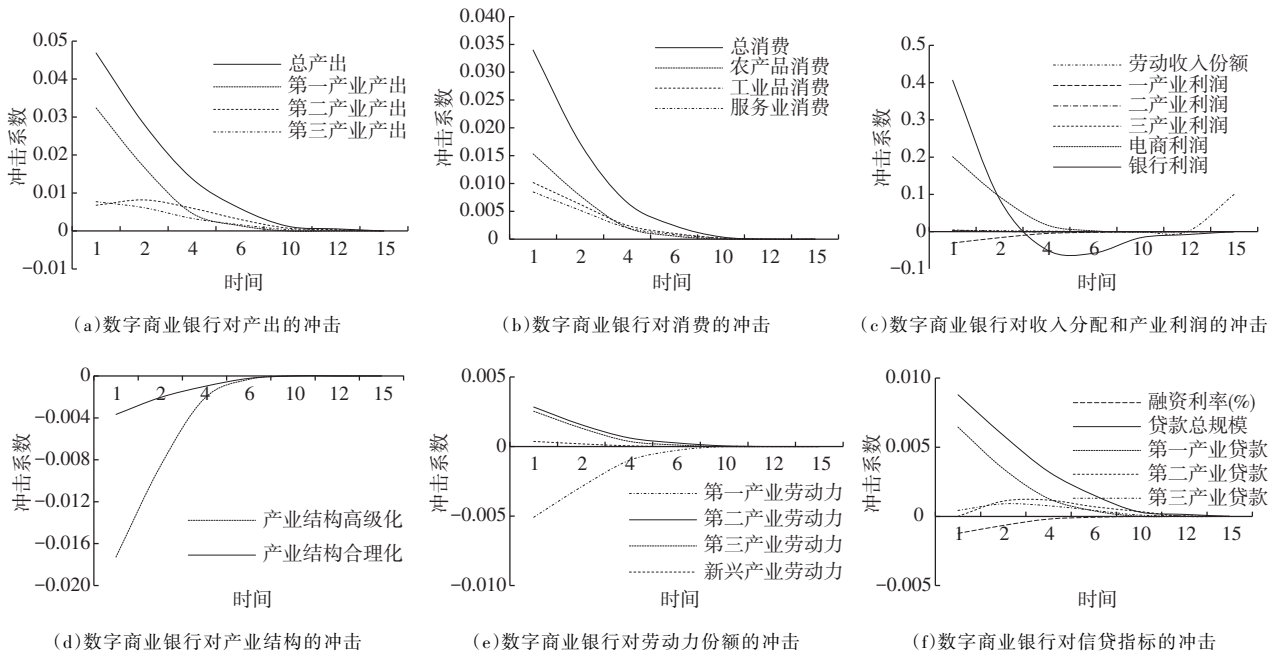 0.05
0.04
0.03
0.02
0.01
0
−0.01
冲击系数
总产出
第一产业产出
第二产业产出
第三产业产出
1 2 4 6 10 12 15
时间
(a)数字商业银行对产出的冲击
0.040
0.035
0.030
0.025
0.020
0.015
0.010
0.005
0
冲击系数
总消费
农产品消费
工业品消费
服务业消费
1 2 4 6 10 12 15
时间
(b)数字商业银行对消费的冲击
0.5
0.4
0.3
0.2
0.1
0
−0.1
冲击系数
劳动收入份额
一产业利润
二产业利润
三产业利润
电商利润
银行利润
1 2 4 6 10 12 15
时间
(c)数字商业银行对收入分配和产业利润的冲击
0
−0.004
−0.008
−0.012
−0.016
−0.020
冲击系数
1 2 4 6 10 12 15
产业结构高级化
产业结构合理化
时间
(d)数字商业银行对产业结构的冲击
0.005
0
−0.005
−0.010
冲击系数
1 2 4 6 10 12 15
第一产业劳动力
第二产业劳动力
第三产业劳动力
新兴产业劳动力
时间
(e)数字商业银行对劳动力份额的冲击
0.010
0.005
0
−0.005
冲击系数
融资利率(%)
贷款总规模
第一产业贷款
第二产业贷款
第三产业贷款
1 2 4 6 10 12 15
时间
(f)数字商业银行对信贷指标的冲击